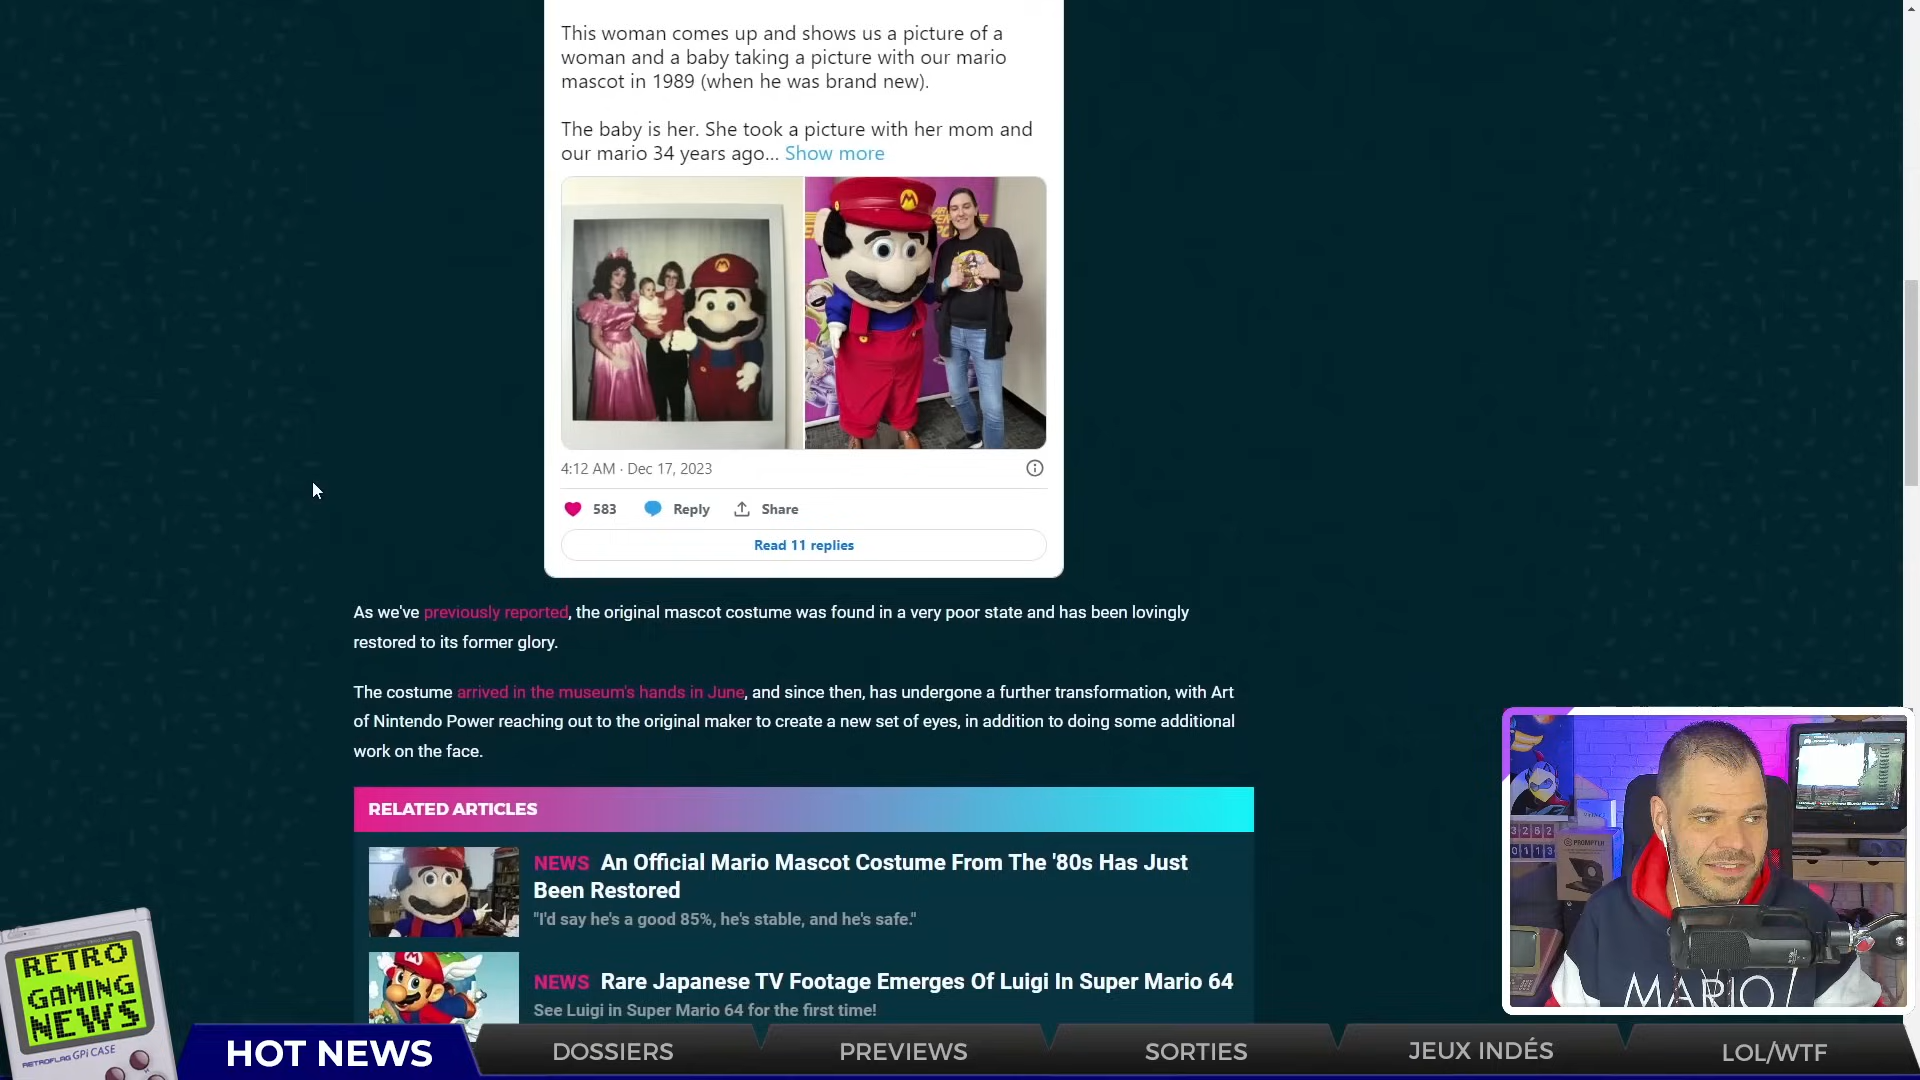 This woman comes up and shows us a picture of a
woman and a baby taking a picture with our mario
mascot in 1989 (when he was brand new).
The baby is her. She took a picture with her mom and
our mario 34 years ago... Show more
M
M
4:12 AM · Dec 17, 2023
583 Reply Share
Read 11 replies
As we've previously reported, the original mascot costume was found in a very poor state and has been lovingly
restored to its former glory.
The costume arrived in the museum's hands in June, and since then, has undergone a further transformation, with Art
of Nintendo Power reaching out to the original maker to create a new set of eyes, in addition to doing some additional
work on the face.
RELATED ARTICLES
NEWS An Official Mario Mascot Costume From The '80s Has Just
Been Restored
"I'd say he's a good 85%, he's stable, and he's safe."
NEWS Rare Japanese TV Footage Emerges Of Luigi In Super Mario 64
See Luigi in Super Mario 64 for the first time!
PROMPTER
MARIO
RETRO
GAMING
NEWS
RETROFLAG GPi CASE
HOT NEWS
DOSSIERS
PREVIEWS
SORTIES
JEUX INDÉS
LOL/WTF